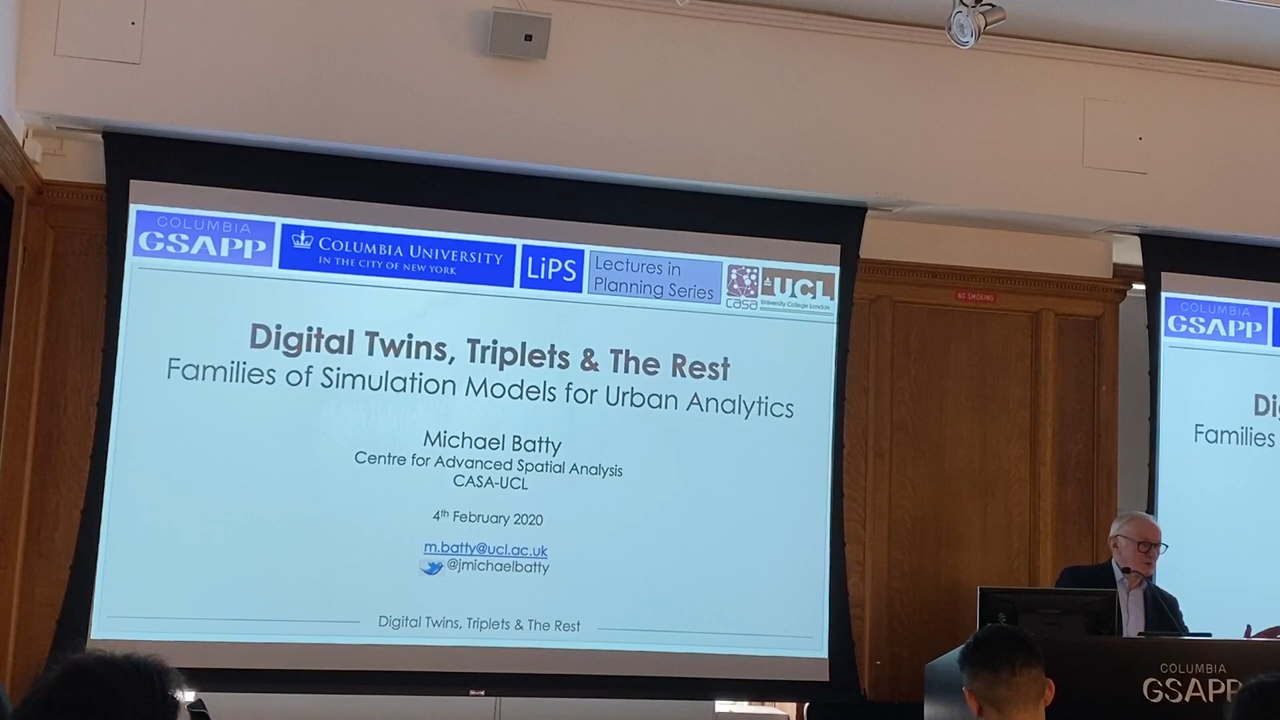 COLUMBIA
GSAPP
COLUMBIA UNIVERSITY
IN THE CITY OF NEW YORK
LiPS
Lectures in
Planning Series
casa
UCL
University College London
Digital Twins, Triplets & The Rest
Families of Simulation Models for Urban Analytics
Michael Batty
Centre for Advanced Spatial Analysis
CASA-UCL
4th February 2020
m.batty@ucl.ac.uk
@jmichaelbatty
Digital Twins, Triplets & The Rest
NO SMOKING
COLUMBIA
GSAPP
Families
COLUMBIA
GSAPP